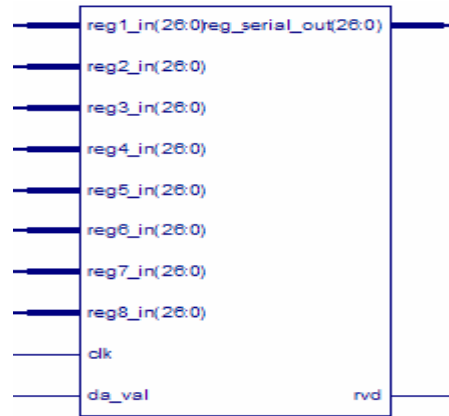 reg1_in(26:0) reg_serial_out(26:0)
reg2_in(26:0)
reg3_in(26:0)
reg4_in(26:0)
reg5_in(26:0)
reg6_in(26:0)
reg7_in(26:0)
reg8_in(26:0)
clk
da_val rvd